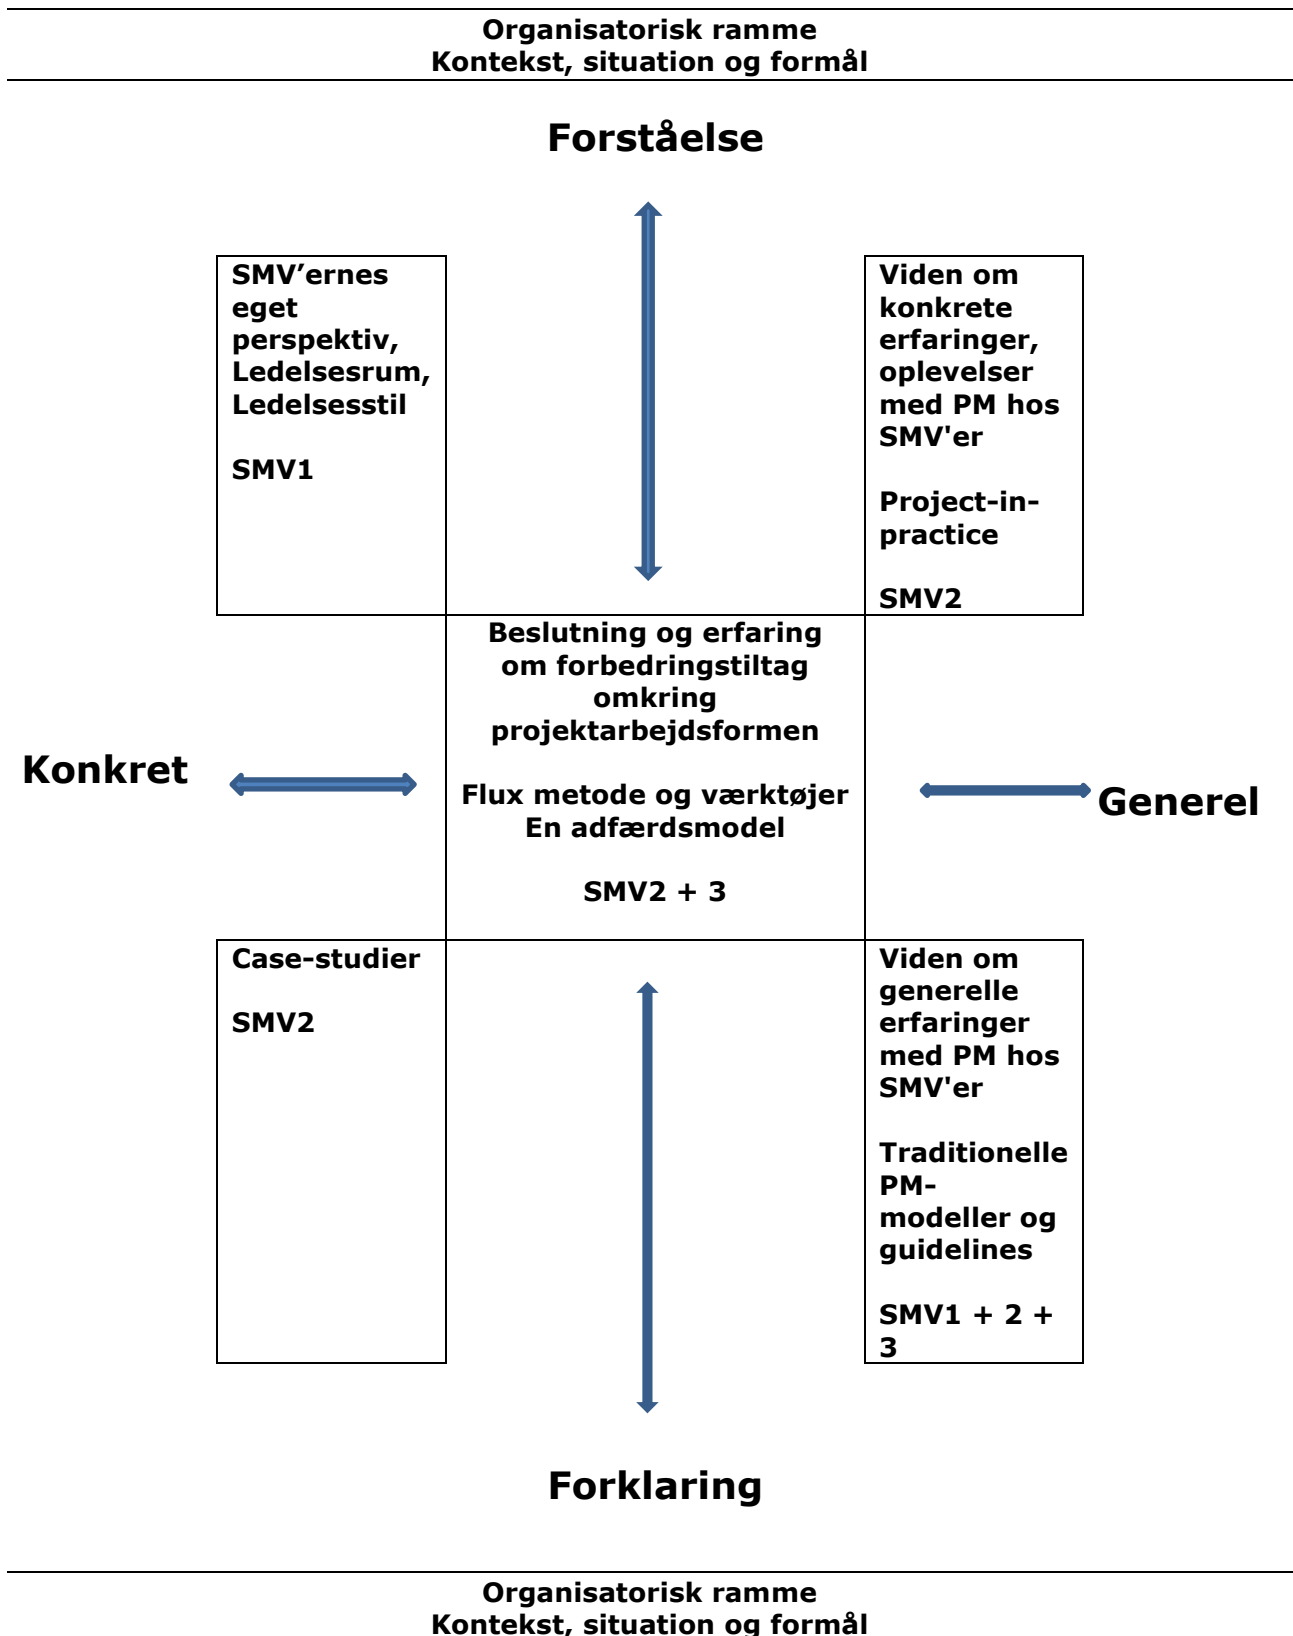 Organisatorisk ramme
Kontekst, situation og formål
Forståelse
SMV’ernes
eget
perspektiv,
Ledelsesrum,
Ledelsesstil
SMV1
Viden om
konkrete
erfaringer,
oplevelser
med PM hos
SMV'er
Project-in-
practice
SMV2
Beslutning og erfaring
om forbedringstiltag
omkring
projektarbejdsformen
Flux metode og værktøjer
En adfærdsmodel
SMV2 + 3
Konkret
Generel
Case-studier
SMV2
Viden om
generelle
erfaringer
med PM hos
SMV'er
Traditionelle
PM-
modeller og
guidelines
SMV1 + 2 +
3
Forklaring
Organisatorisk ramme
Kontekst, situation og formål